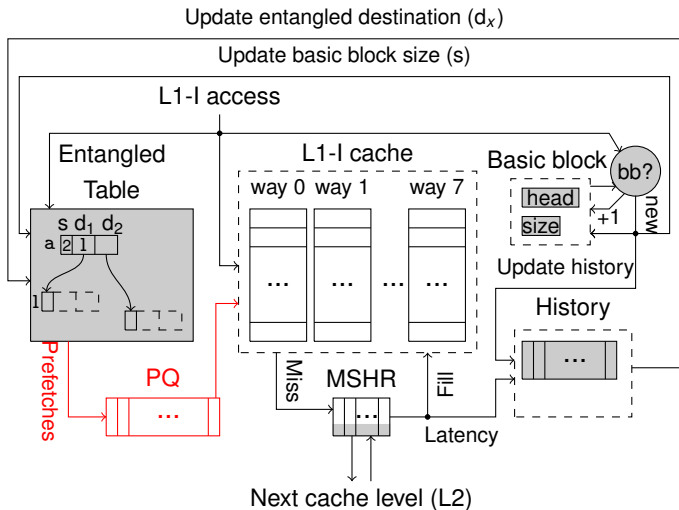 Update entangled destination (dₓ)
Update basic block size (s)
L1-I access
Entangled
Table
L1-I cache
Basic block
bb?
way 0 way 1 way 7
head
size
+1
new
s d₁ d₂
a 2 l
l
... ... ...
Update history
History
...
Prefetches
PQ
...
Miss
MSHR
...
Fill
Latency
Next cache level (L2)